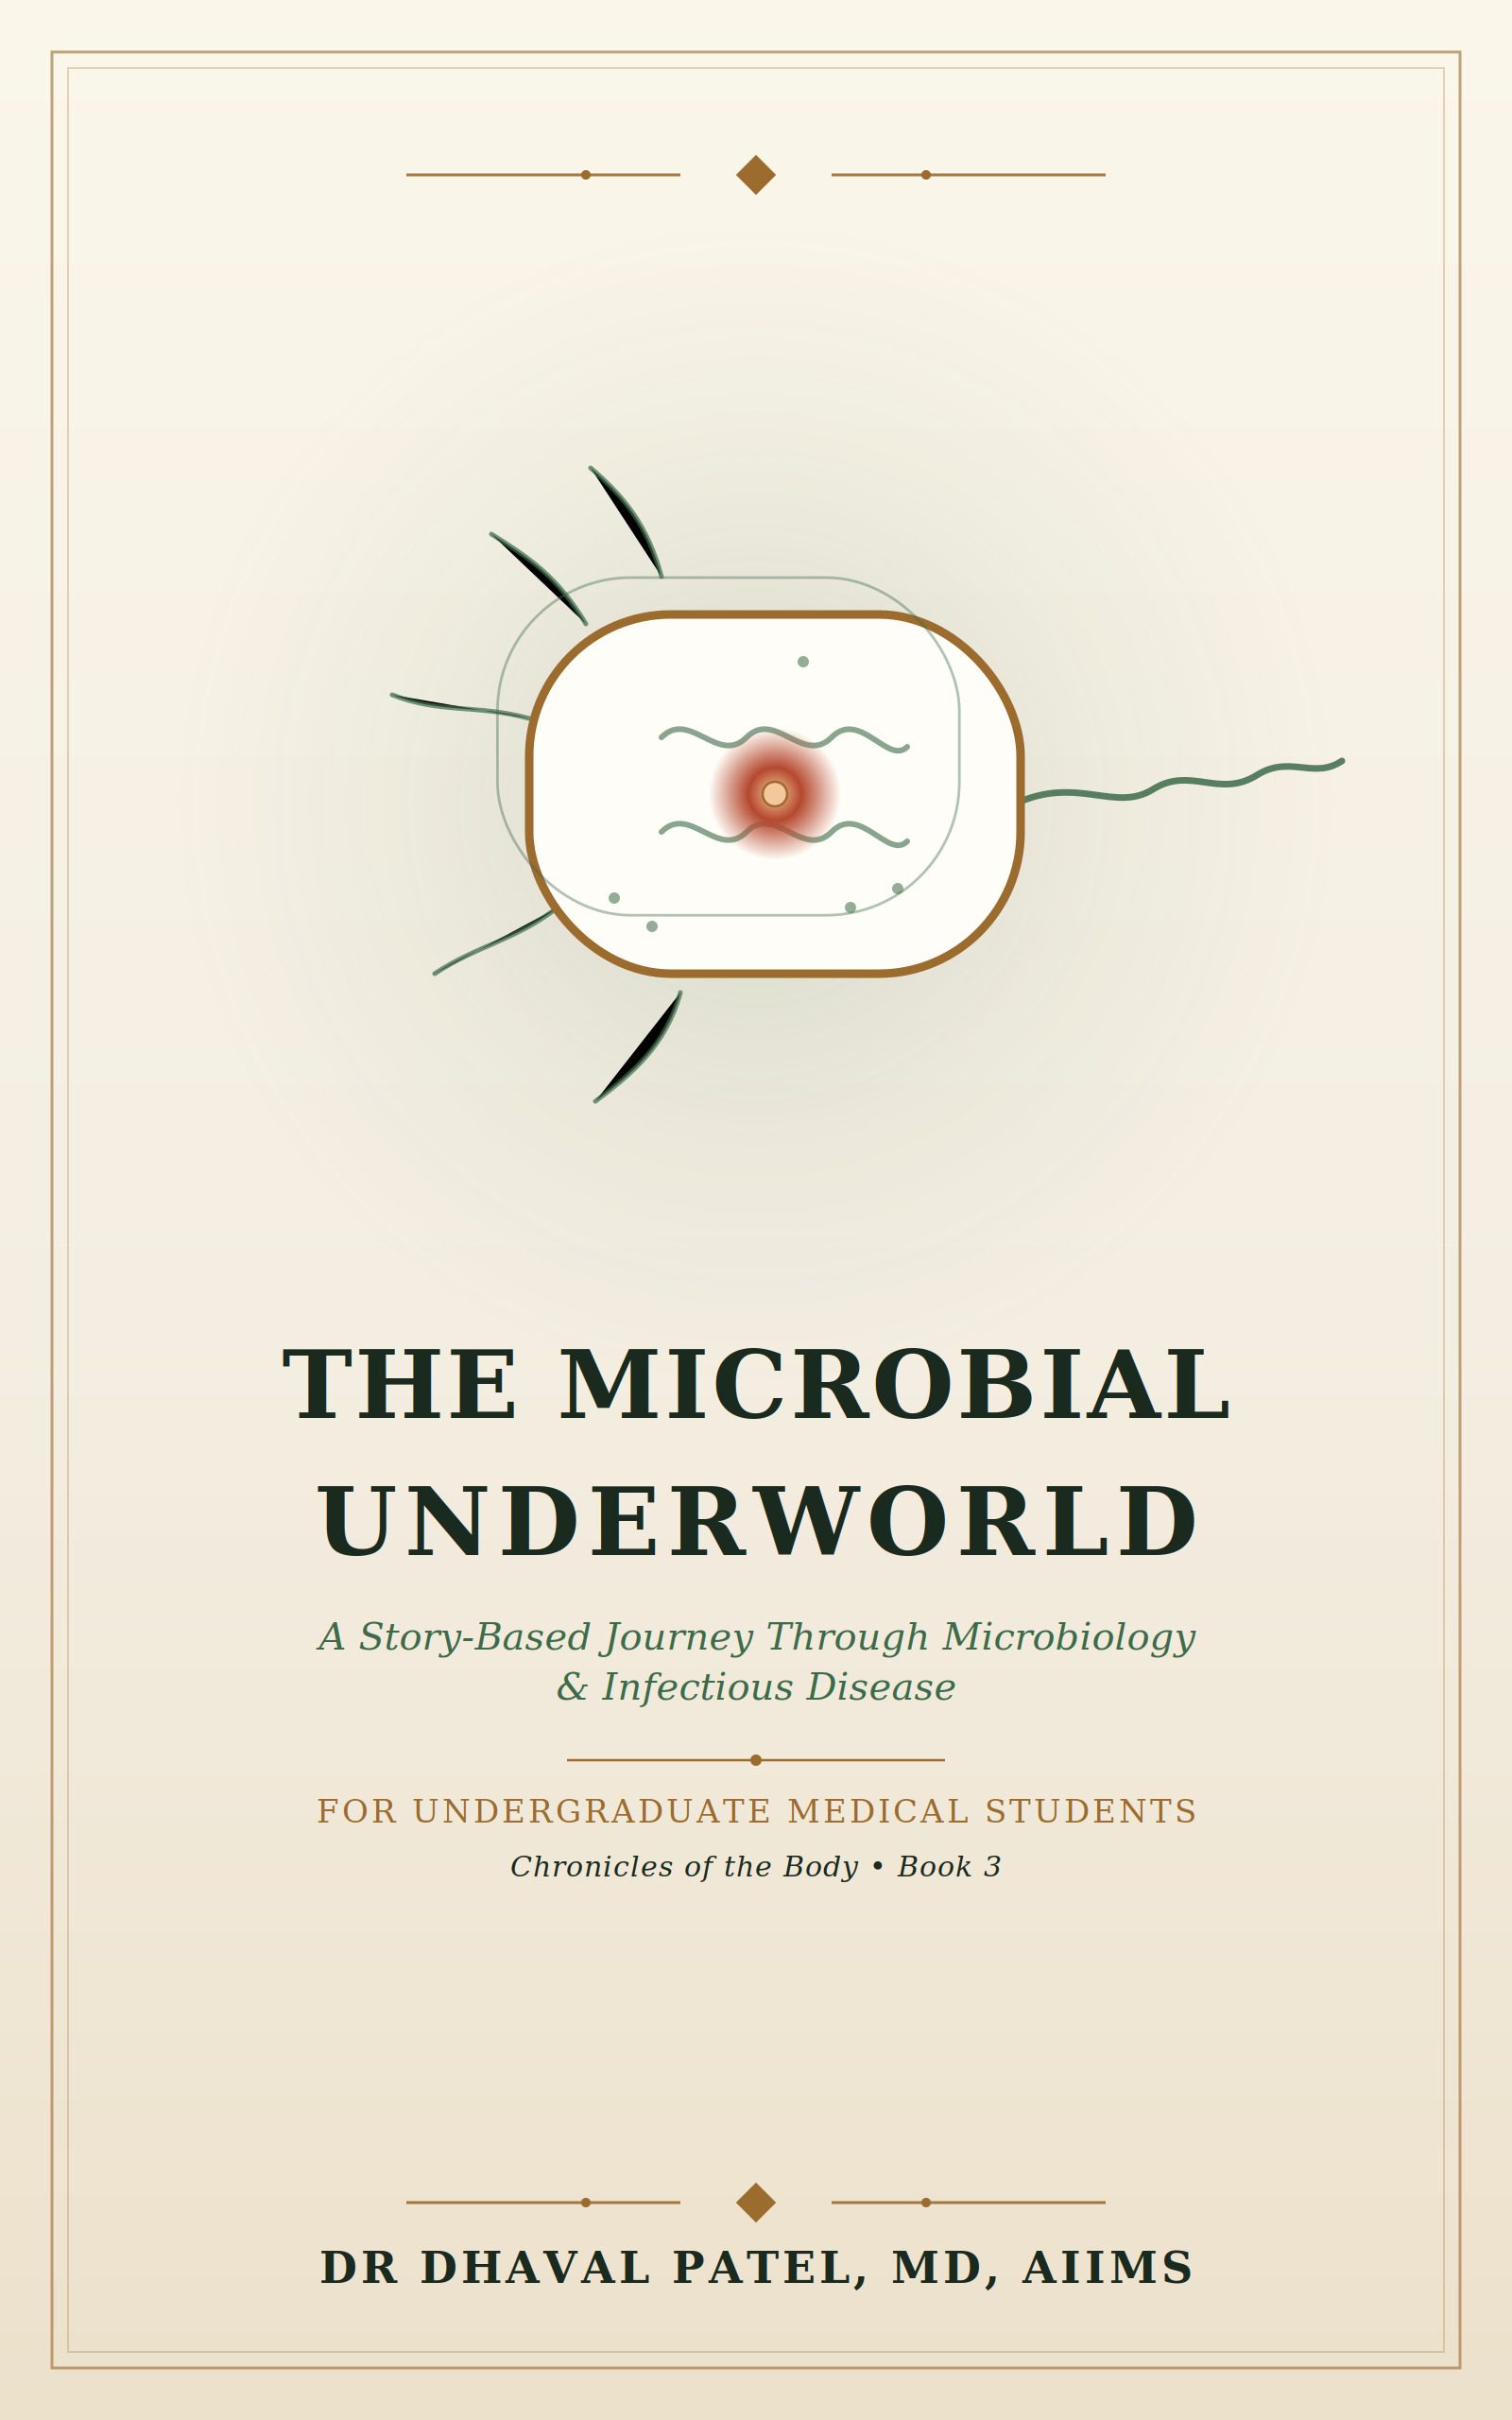 THE MICROBIAL
UNDERWORLD
A Story-Based Journey Through Microbiology
& Infectious Disease
FOR UNDERGRADUATE MEDICAL STUDENTS
Chronicles of the Body • Book 3
DR DHAVAL PATEL, MD, AIIMS